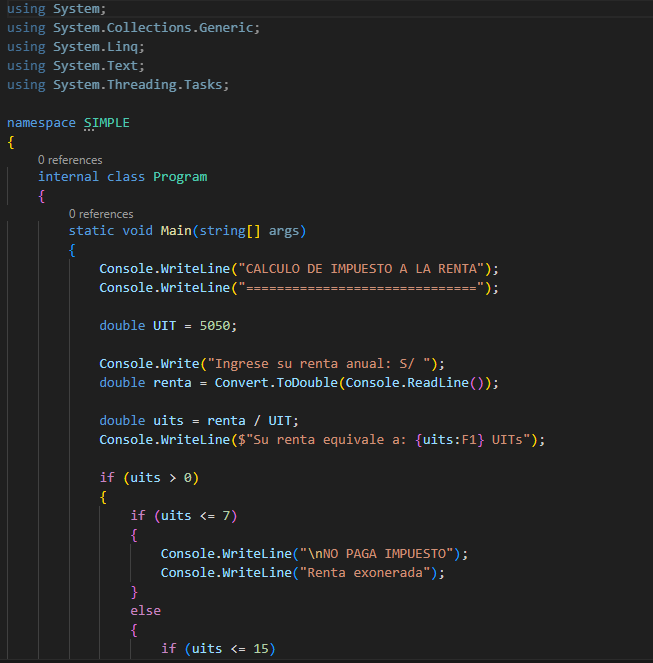 using System;
using System.Collections.Generic;
using System.Linq;
using System.Text;
using System.Threading.Tasks;
namespace SIMPLE
{
0 references
internal class Program
{
0 references
static void Main(string[] args)
{
Console.WriteLine("CALCULO DE IMPUESTO A LA RENTA");
Console.WriteLine("==============================");
double UIT = 5050;
Console.Write("Ingrese su renta anual: S/ ");
double renta = Convert.ToDouble(Console.ReadLine());
double uits = renta / UIT;
Console.WriteLine($"Su renta equivale a: {uits:F1} UITs");
if (uits > 0)
{
if (uits <= 7)
{
Console.WriteLine("\nNO PAGA IMPUESTO");
Console.WriteLine("Renta exonerada");
}
else
{
if (uits <= 15)